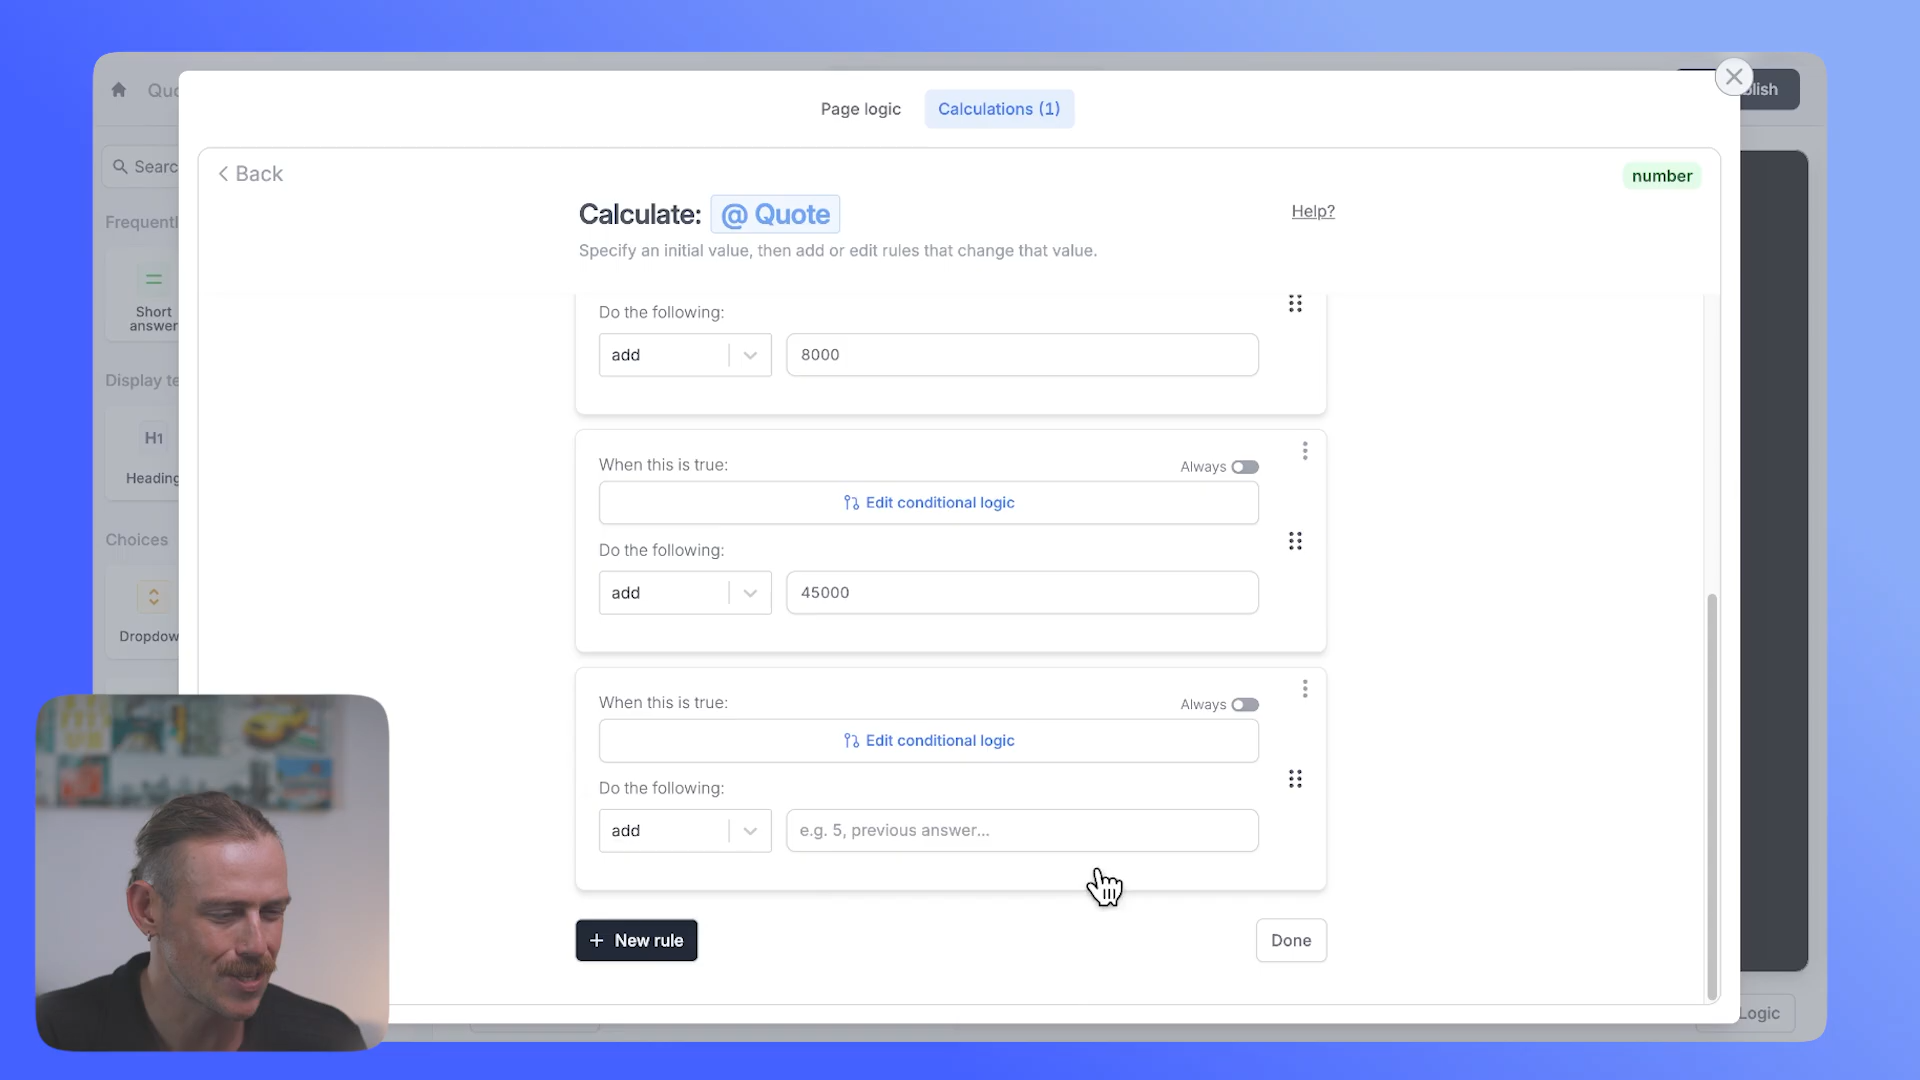 Page logic
Calculations (1)
Quo
blish
Back
number
Searc
Calculate: @ Quote
Help?
Specify an initial value, then add or edit rules that change that value.
Frequentl
Short
answer
Do the following:
add
8000
Display te
H1
Heading
When this is true:
Always
Edit conditional logic
Do the following:
add
45000
Choices
Dropdow
When this is true:
Always
Edit conditional logic
Do the following:
add
e.g. 5, previous answer...
+ New rule
Done
Logic